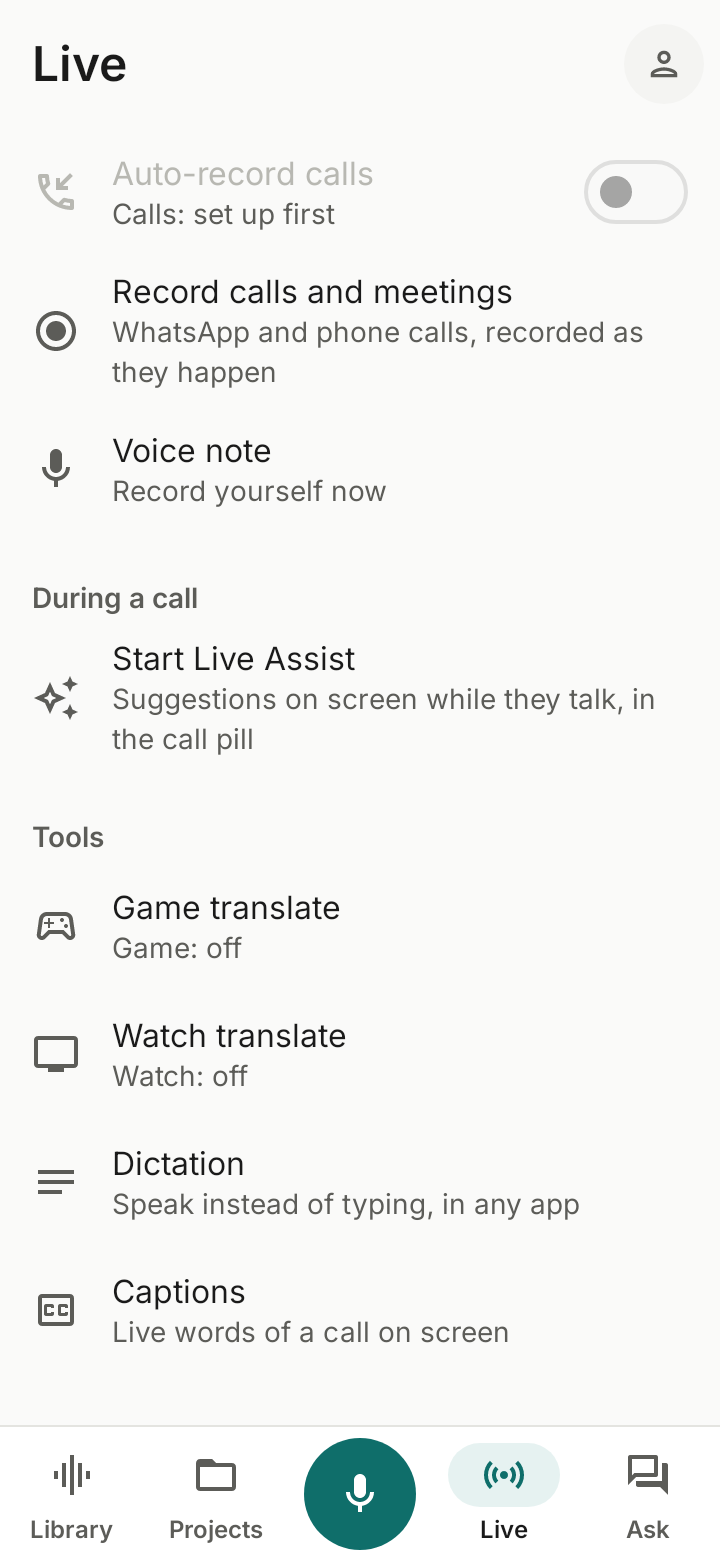 Live
Auto-record calls
Calls: set up first
Record calls and meetings
WhatsApp and phone calls, recorded as
they happen
Voice note
Record yourself now
During a call
Start Live Assist
Suggestions on screen while they talk, in
the call pill
Tools
Game translate
Game: off
Watch translate
Watch: off
Dictation
Speak instead of typing, in any app
CC
Captions
Live words of a call on screen
Library
Projects
Live
Ask